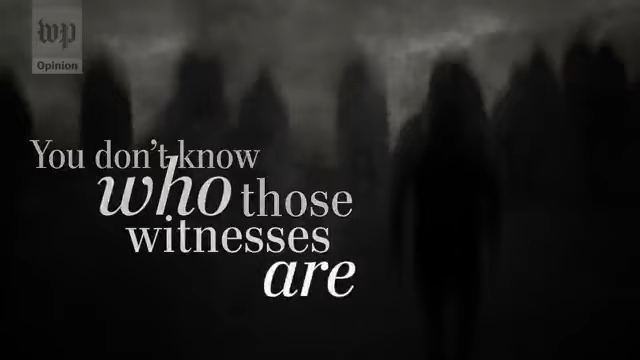 wp
Opinion
You don't know
who those
witnesses
are